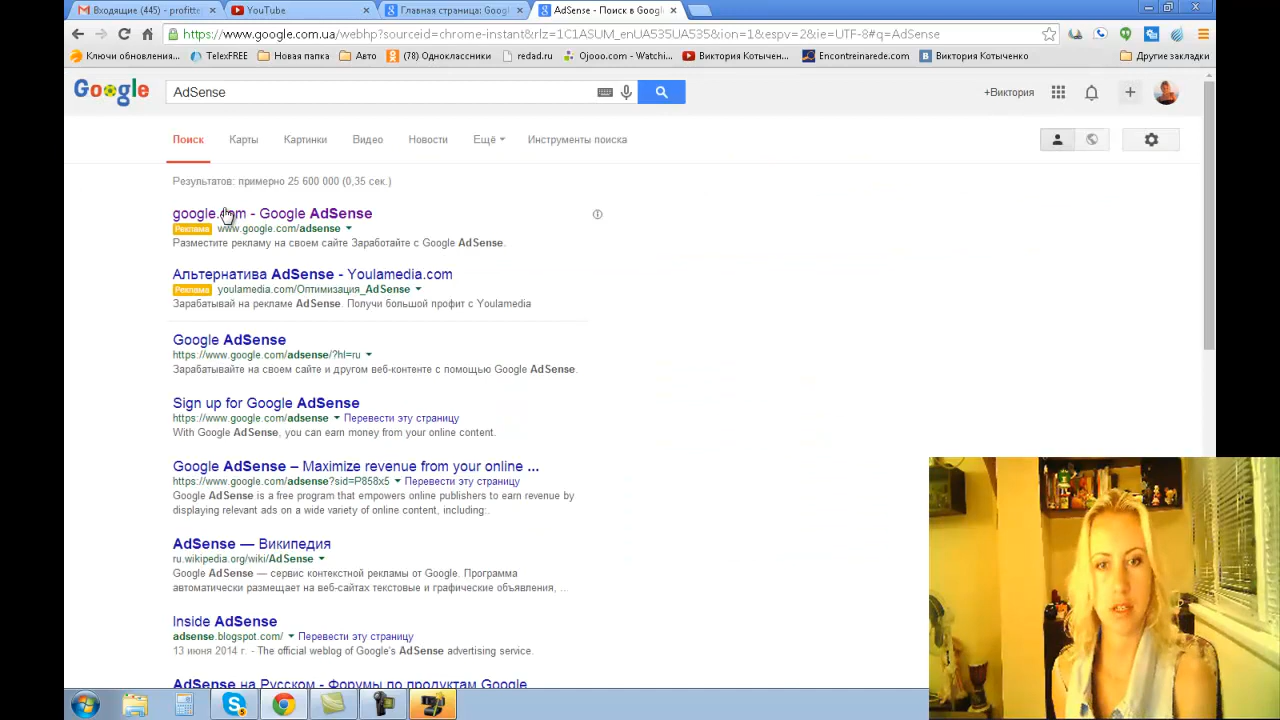 Входящие (445) - profitte
YouTube
Главная страница: Goog
AdSense - Поиск в Googl
https://www.google.com.ua/webhp?sourceid=chrome-instant&rlz=1C1ASUM_enUA535UA535&ion=1&espv=2&ie=UTF-8#q=AdSense
Ключи обновления...
TelexFREE
Новая папка
Авто
(78) Одноклассники
redad.ru
Ojooo.com - Watchi...
Виктория Котычен...
Encontreinarede.com
Виктория Котыченко
Другие закладки
Google
AdSense
+Виктория
Поиск
Карты
Картинки
Видео
Новости
Ещё
Инструменты поиска
Результатов: примерно 25 600 000 (0,35 сек.)
google.com - Google AdSense
Реклама www.google.com/adsense
Разместите рекламу на своем сайте Заработайте с Google AdSense.
Альтернатива AdSense - Youlamedia.com
Реклама youlamedia.com/Оптимизация_AdSense
Зарабатывай на рекламе AdSense. Получи большой профит с Youlamedia
Google AdSense
https://www.google.com/adsense/?hl=ru
Зарабатывайте на своем сайте и другом веб-контенте с помощью Google AdSense.
Sign up for Google AdSense
https://www.google.com/adsense Перевести эту страницу
With Google AdSense, you can earn money from your online content.
Google AdSense – Maximize revenue from your online ...
https://www.google.com/adsense?sid=P858x5 Перевести эту страницу
Google AdSense is a free program that empowers online publishers to earn revenue by
displaying relevant ads on a wide variety of online content, including:.
AdSense — Википедия
ru.wikipedia.org/wiki/AdSense
Google AdSense — сервис контекстной рекламы от Google. Программа
автоматически размещает на веб-сайтах текстовые и графические объявления, ...
Inside AdSense
adsense.blogspot.com/ Перевести эту страницу
13 июня 2014 г. - The official weblog of Google's AdSense advertising service.
AdSense на Русском - Форумы по продуктам Google